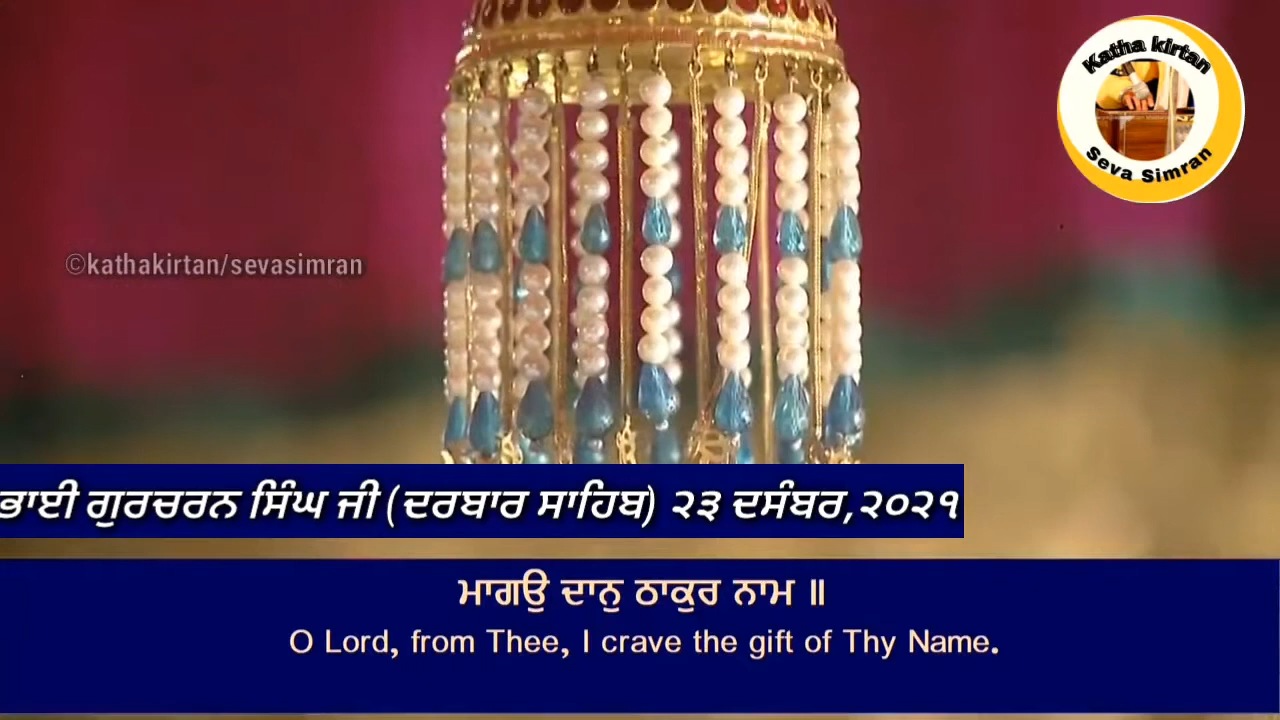 Katha kirtan
Seva Simran
©kathakirtan/sevasimran
ਭਾਈ ਗੁਰਚਰਨ ਸਿੰਘ ਜੀ (ਦਰਬਾਰ ਸਾਹਿਬ) ੨੩ ਦਸੰਬਰ,੨੦੨੧
ਮਾਗਉ ਦਾਨੁ ਠਾਕੁਰ ਨਾਮ ॥
O Lord, from Thee, I crave the gift of Thy Name.